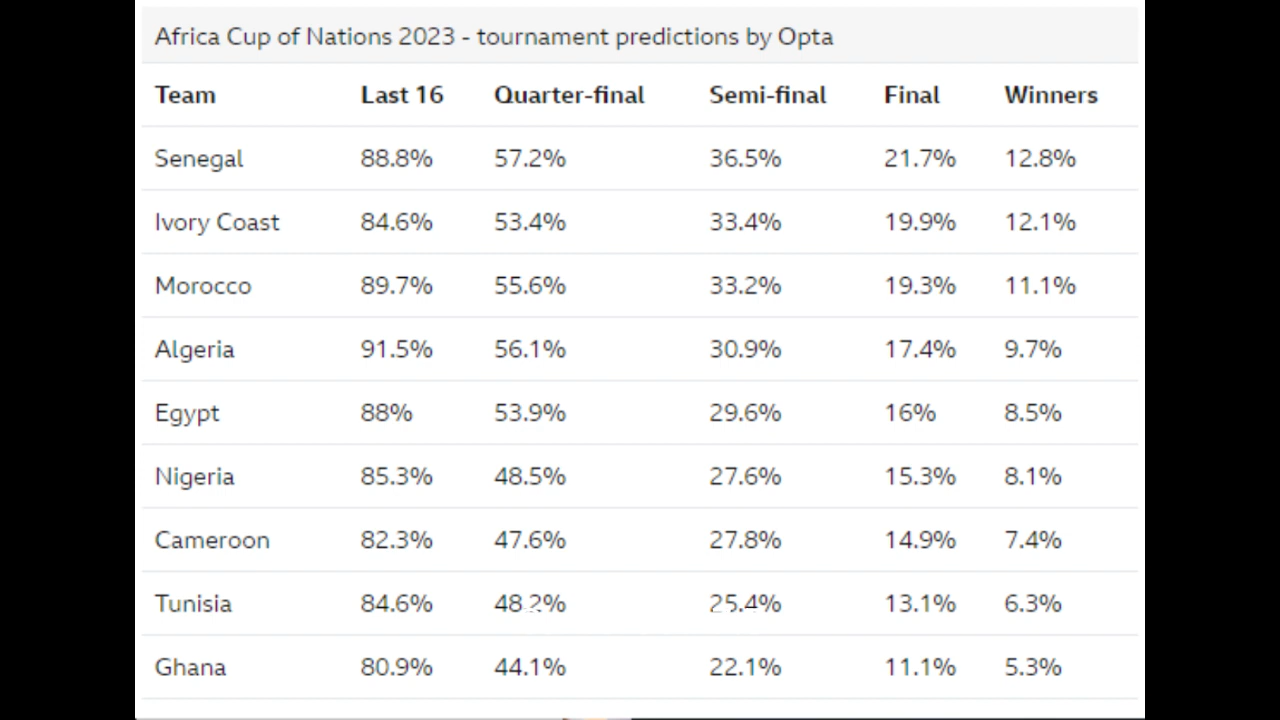 Africa Cup of Nations 2023 - tournament predictions by Opta
Team Last 16 Quarter-final Semi-final Final Winners
Senegal 88.8% 57.2% 36.5% 21.7% 12.8%
Ivory Coast 84.6% 53.4% 33.4% 19.9% 12.1%
Morocco 89.7% 55.6% 33.2% 19.3% 11.1%
Algeria 91.5% 56.1% 30.9% 17.4% 9.7%
Egypt 88% 53.9% 29.6% 16% 8.5%
Nigeria 85.3% 48.5% 27.6% 15.3% 8.1%
Cameroon 82.3% 47.6% 27.8% 14.9% 7.4%
Tunisia 84.6% 48.2% 25.4% 13.1% 6.3%
Ghana 80.9% 44.1% 22.1% 11.1% 5.3%